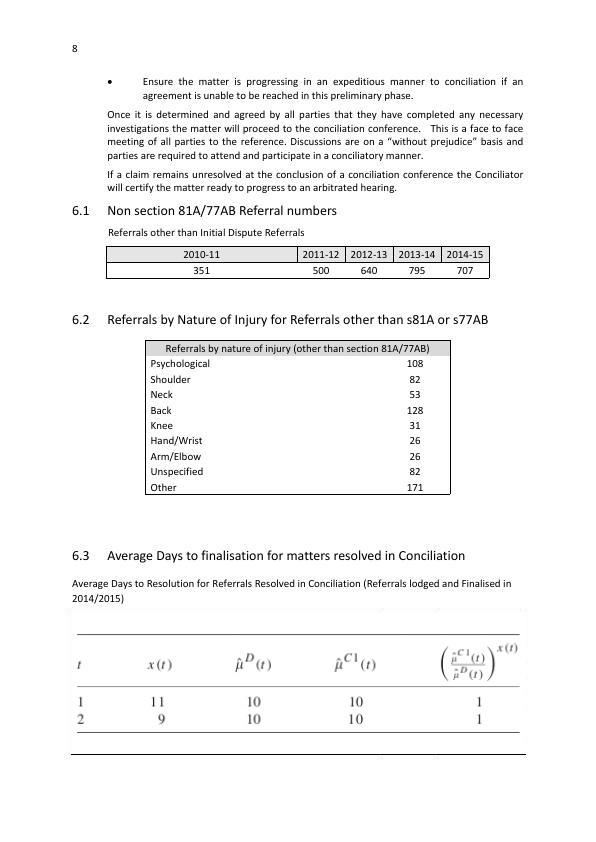 8
• Ensure the matter is progressing in an expeditious manner to conciliation if an
agreement is unable to be reached in this preliminary phase.
Once it is determined and agreed by all parties that they have completed any necessary
investigations the matter will proceed to the conciliation conference. This is a face to face
meeting of all parties to the reference. Discussions are on a “without prejudice” basis and
parties are required to attend and participate in a conciliatory manner.
If a claim remains unresolved at the conclusion of a conciliation conference the Conciliator
will certify the matter ready to progress to an arbitrated hearing.
6.1 Non section 81A/77AB Referral numbers
Referrals other than Initial Dispute Referrals
2010-11 2011-12 2012-13 2013-14 2014-15
351 500 640 795 707
6.2 Referrals by Nature of Injury for Referrals other than s81A or s77AB
Referrals by nature of injury (other than section 81A/77AB)
Psychological 108
Shoulder 82
Neck 53
Back 128
Knee 31
Hand/Wrist 26
Arm/Elbow 26
Unspecified 82
Other 171
6.3 Average Days to finalisation for matters resolved in Conciliation
Average Days to Resolution for Referrals Resolved in Conciliation (Referrals lodged and Finalised in
2014/2015)
t x(t) μ̂^D(t) μ̂^C1(t) (μ̂^C1(t)/μ̂^D(t))^x(t)
1 11 10 10 1
2 9 10 10 1